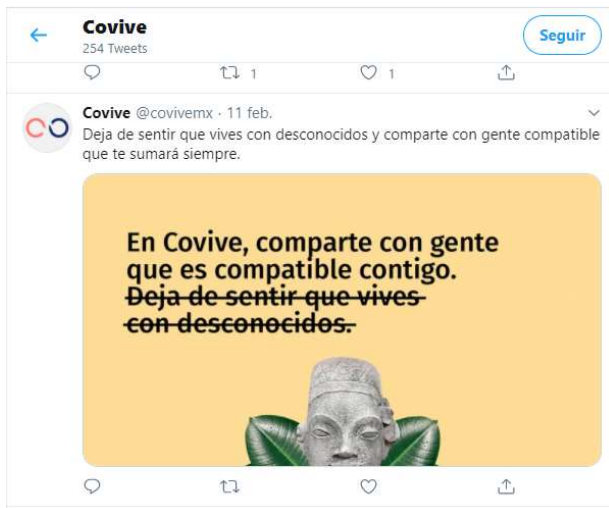 Covive
254 Tweets
Seguir
1 1
Covive @covivemx · 11 feb.
Deja de sentir que vives con desconocidos y comparte con gente compatible
que te sumará siempre.
En Covive, comparte con gente
que es compatible contigo.
Deja de sentir que vives
con desconocidos.